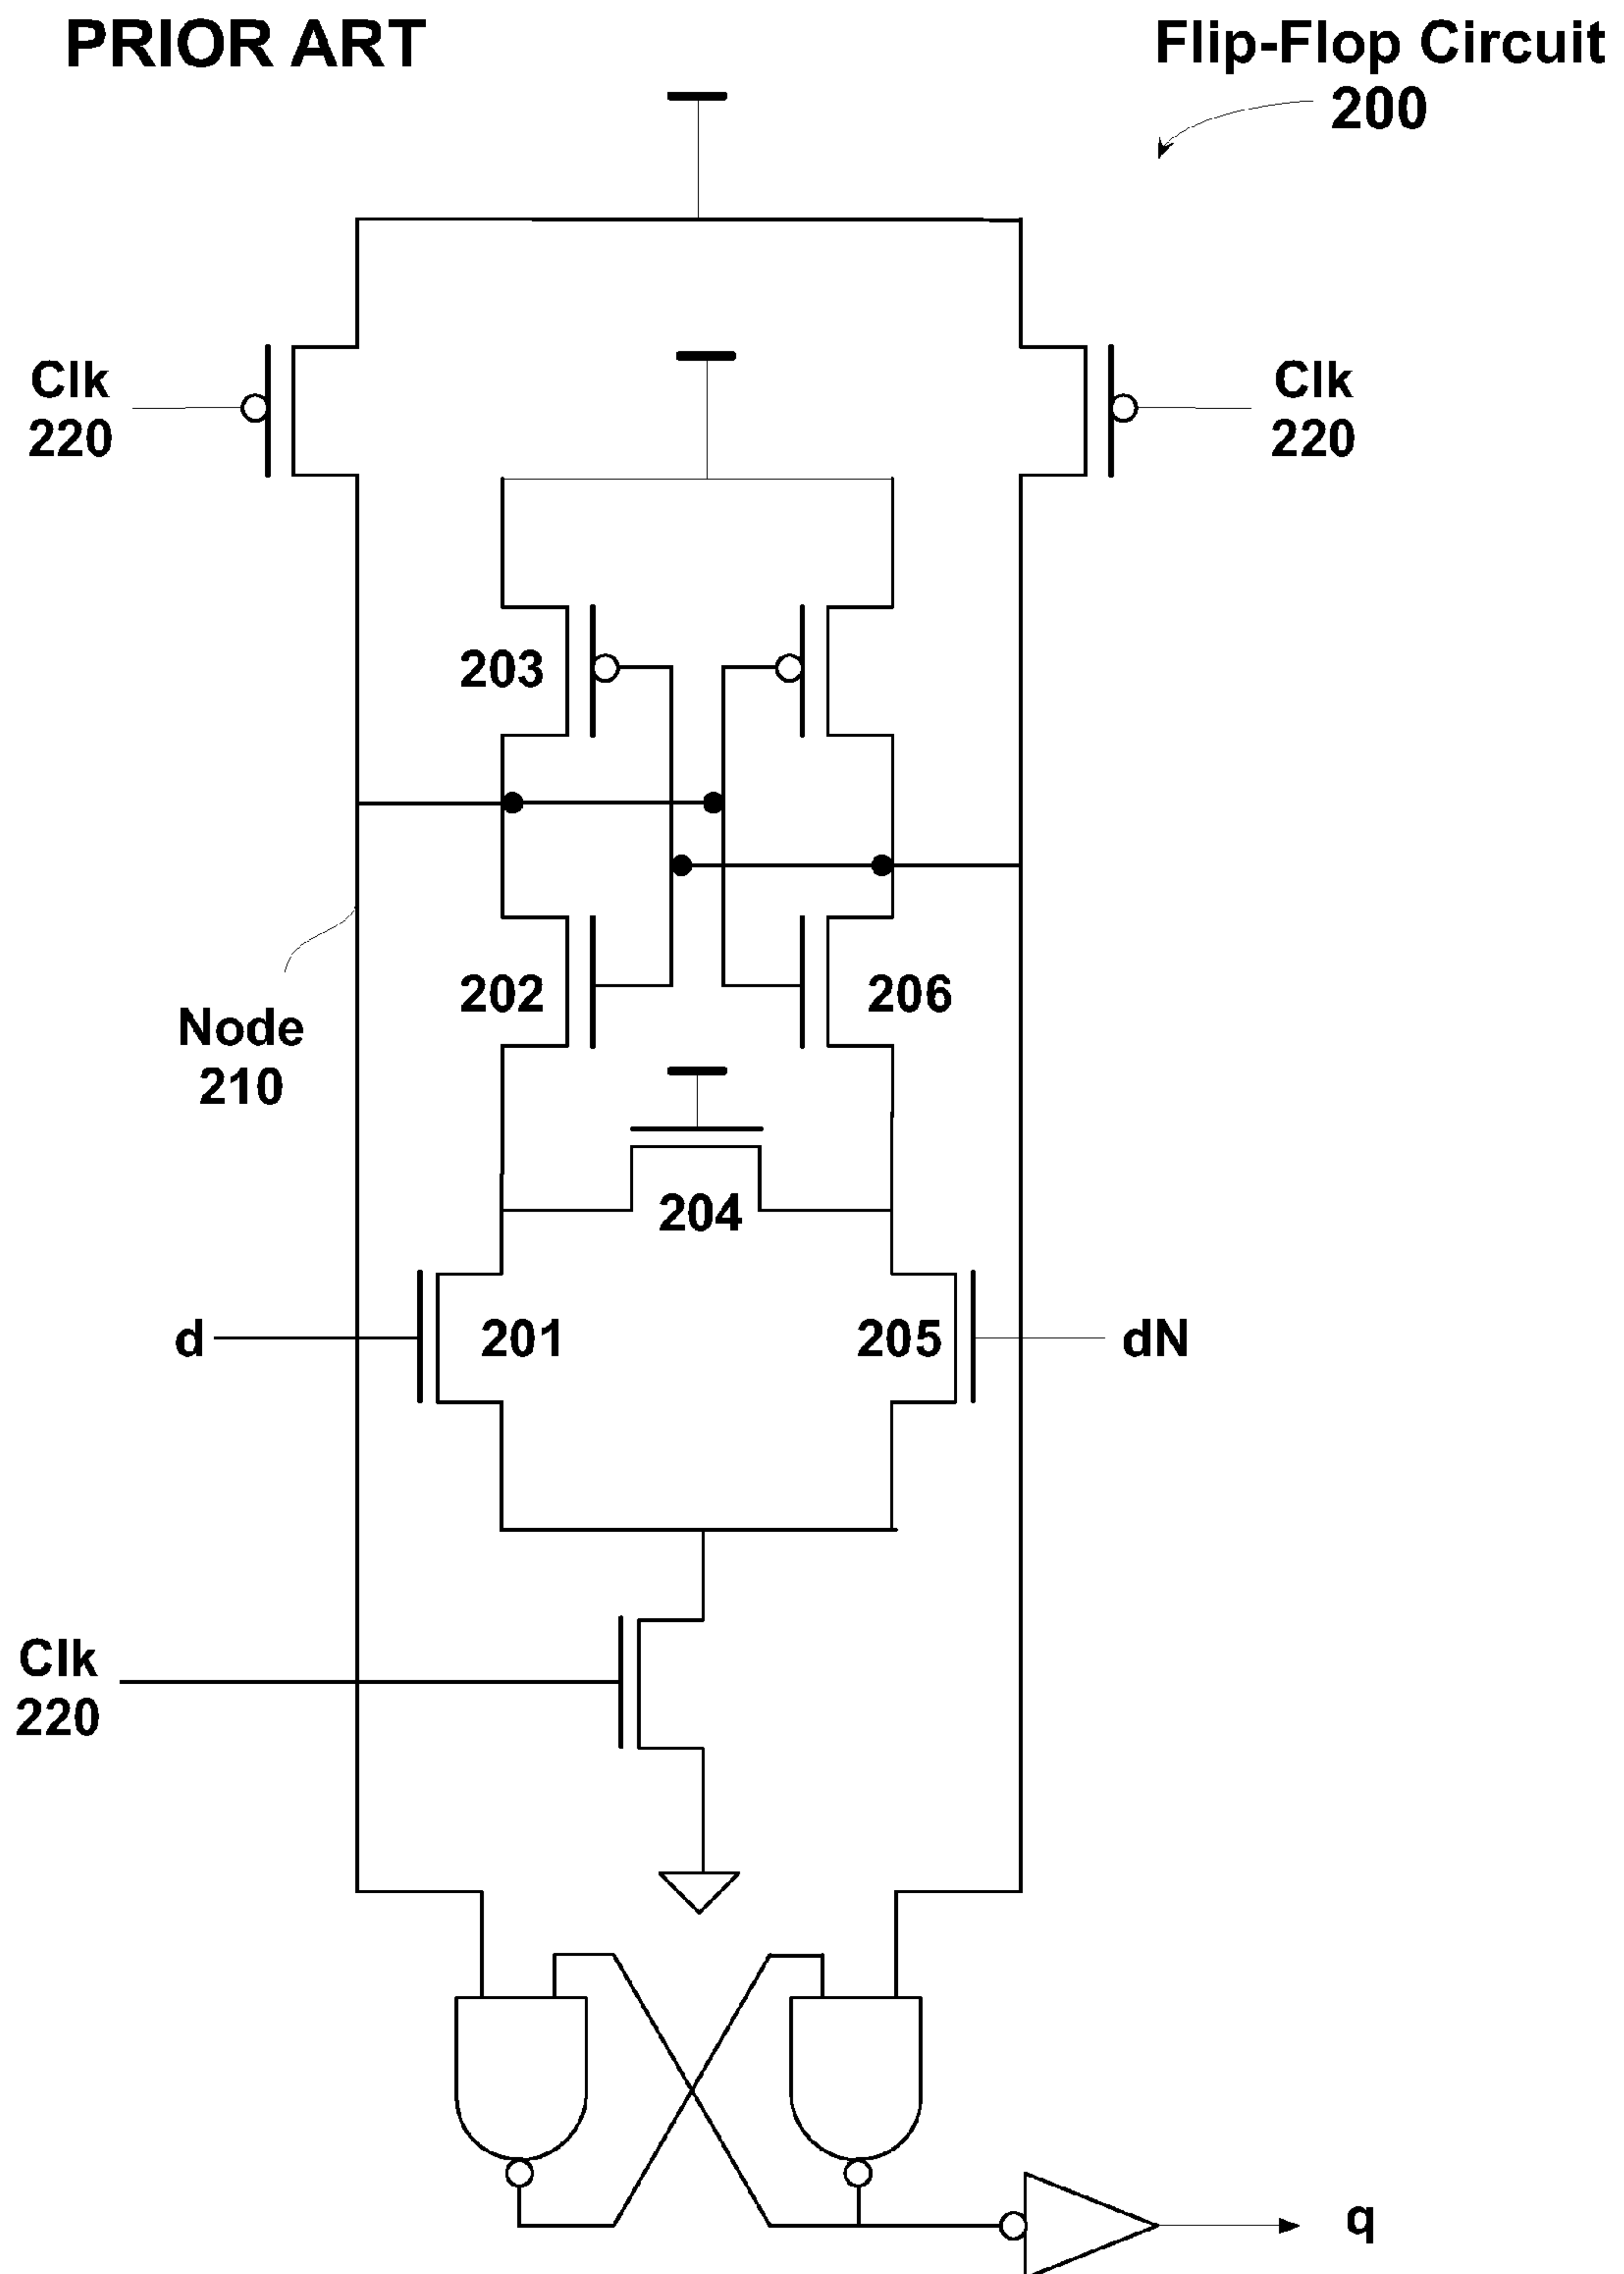 PRIOR ART
Flip-Flop Circuit
200
Clk
220
Clk
220
203
202
206
Node
210
204
d
201
205
dN
Clk
220
q